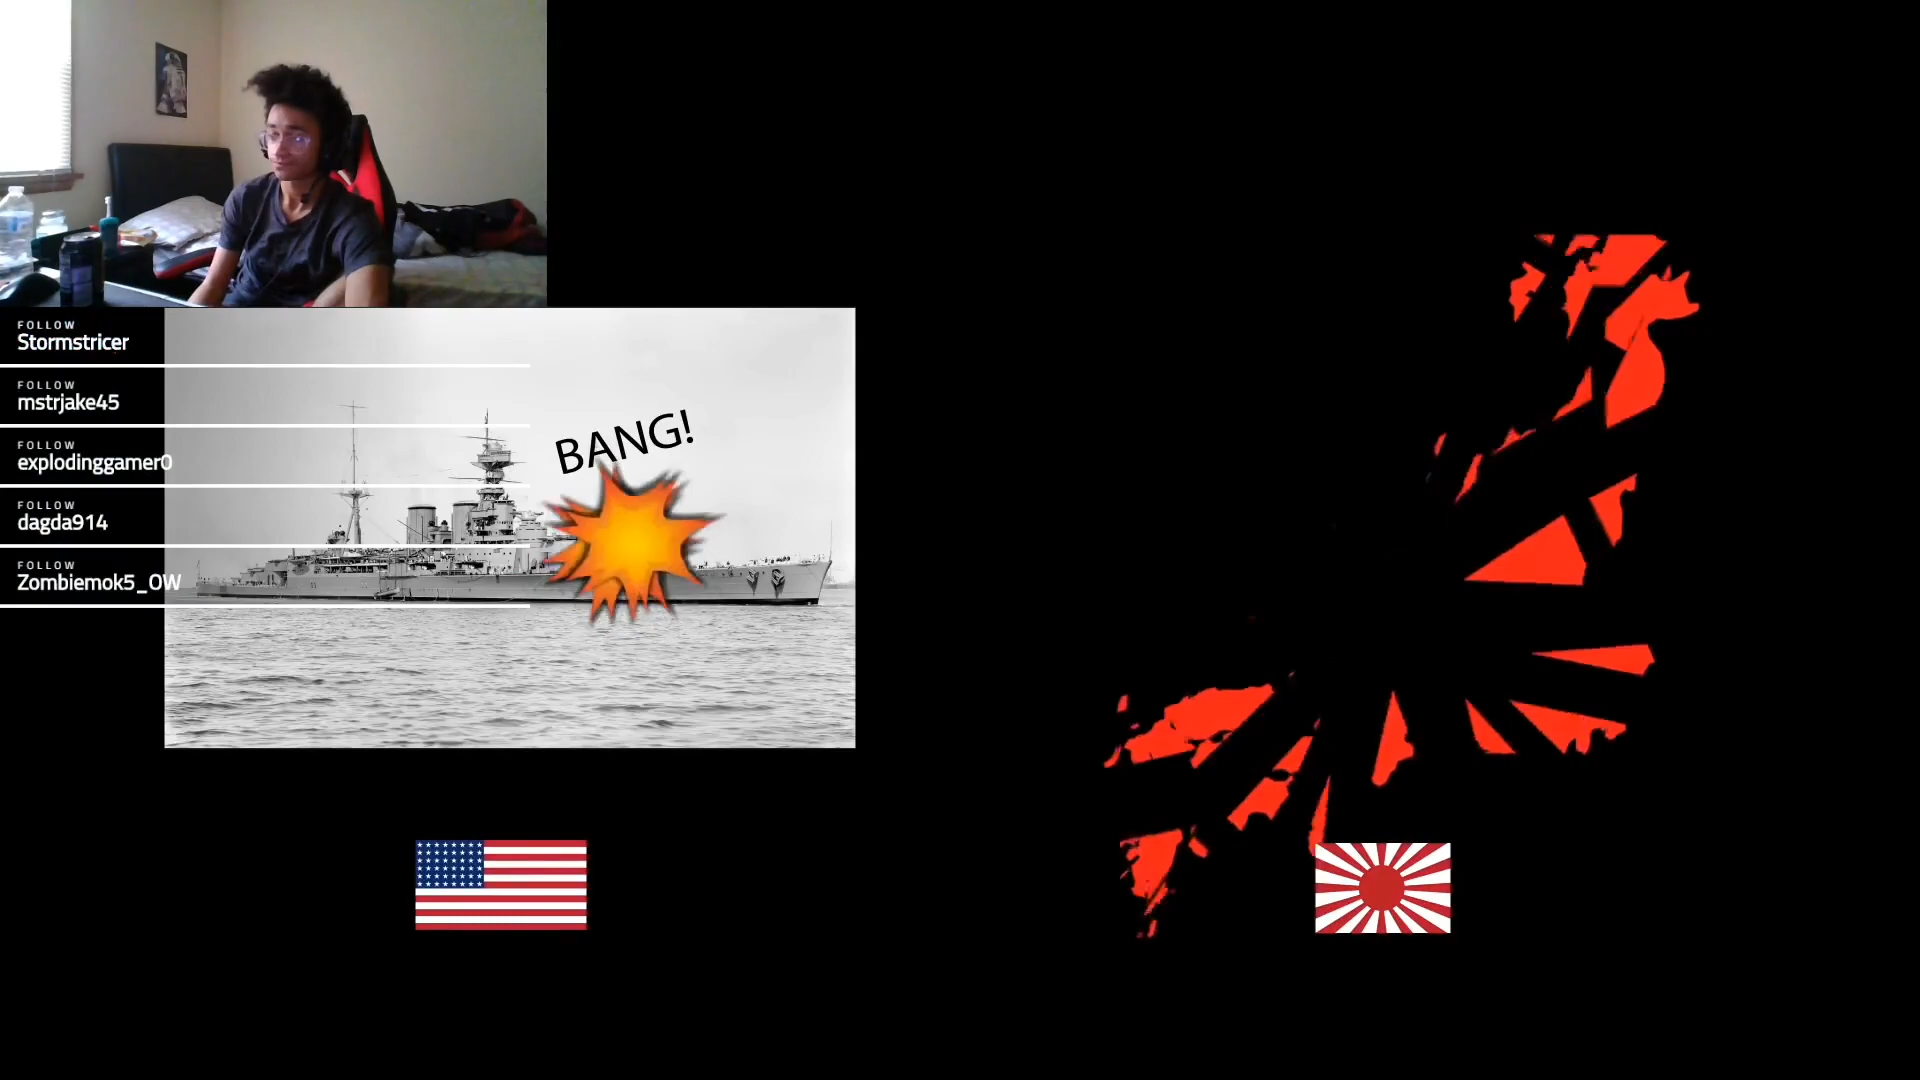 FOLLOW
Stormstricer
FOLLOW
mstrjake45
FOLLOW
explodinggamer0
FOLLOW
dagda914
FOLLOW
Zombiemok5_OW
BANG!